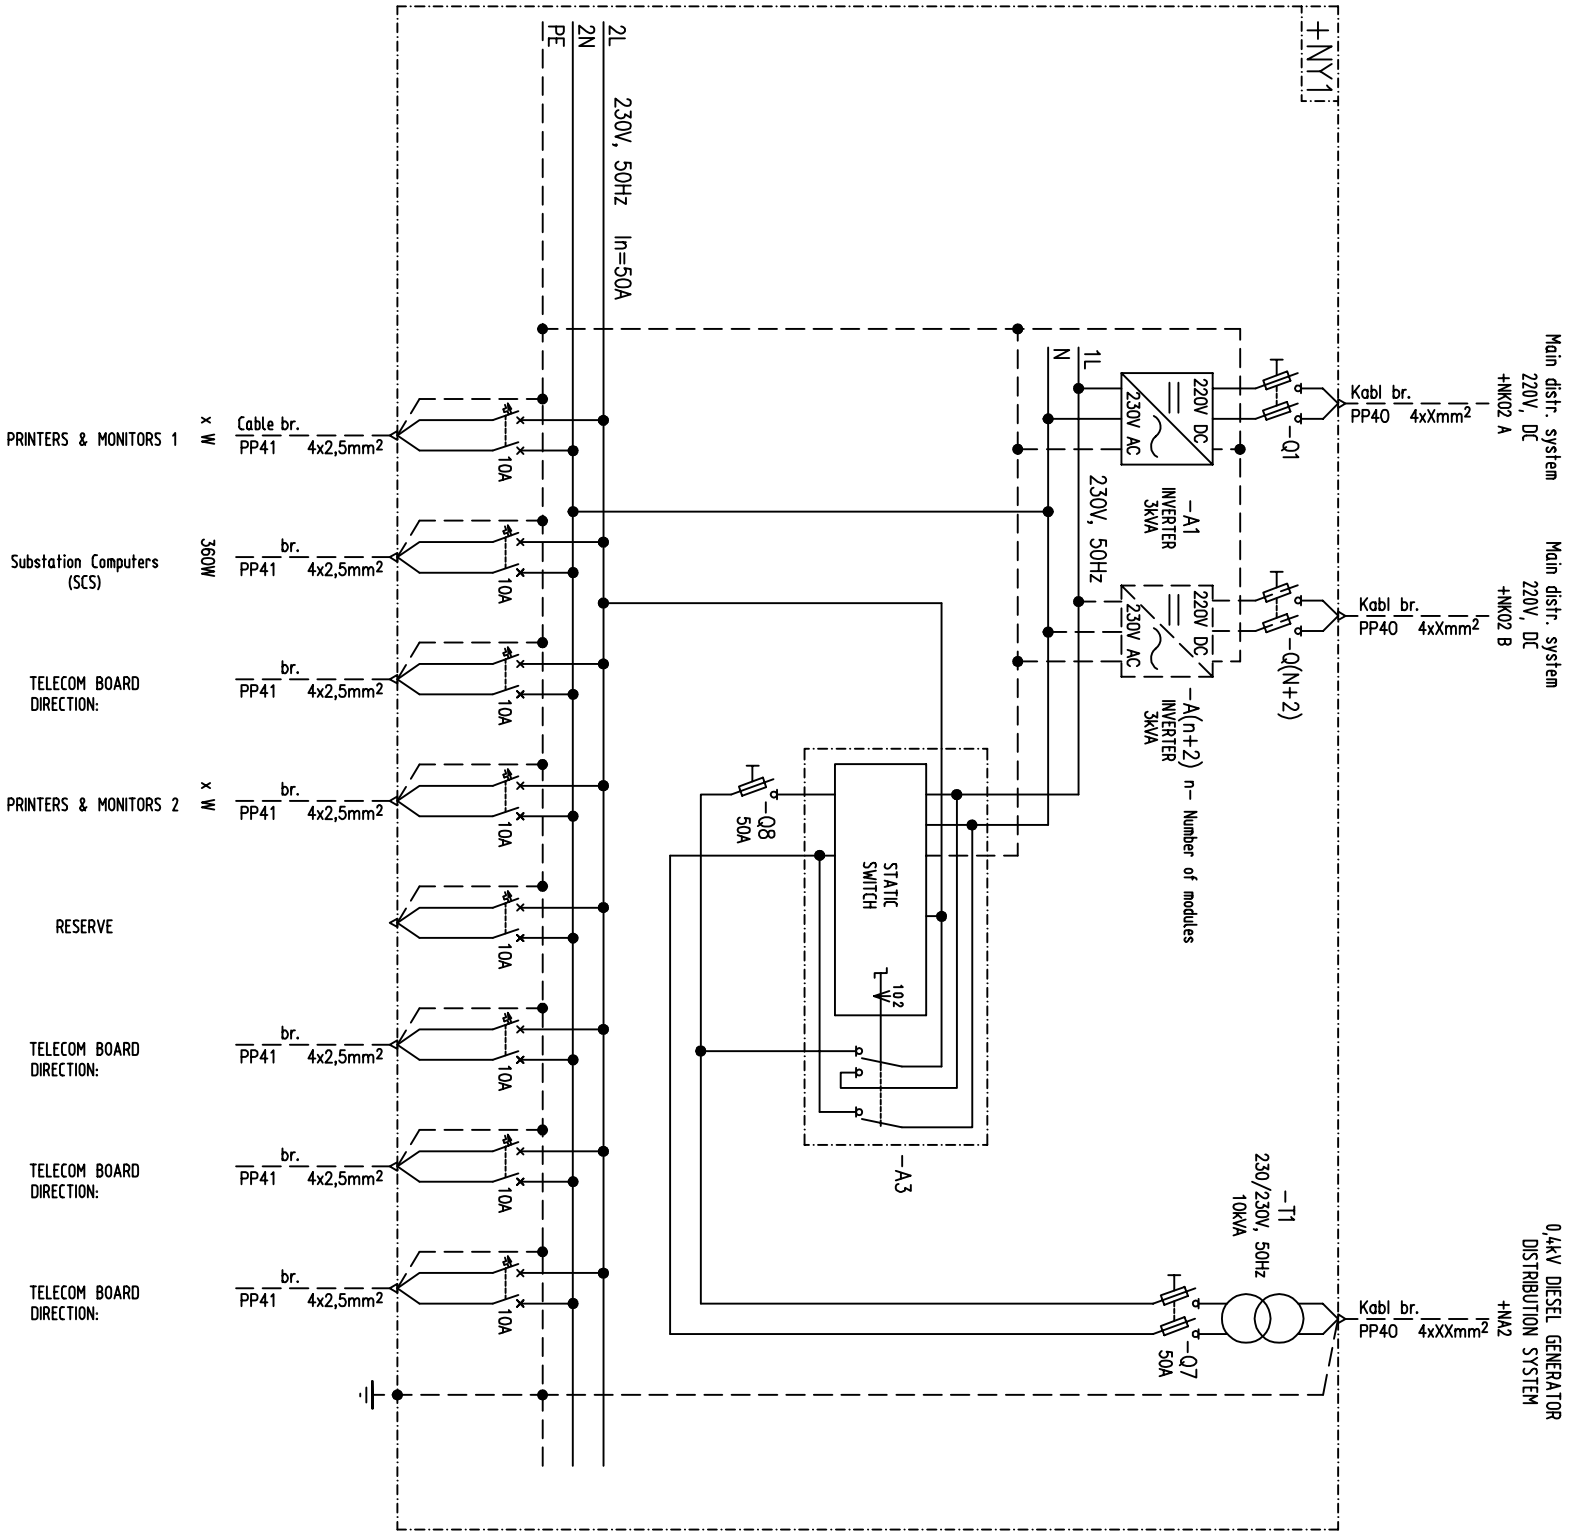 +NY1
Main distr. system
220V, DC
+NK02 A
Kabl br.
PP40 4xXmm²
-Q1
220V DC
230V AC
-A1
INVERTER
3kVA
Main distr. system
220V, DC
+NK02 B
Kabl br.
PP40 4xXmm²
-Q(N+2)
220V DC
230V AC
-A(n+2)
INVERTER
3kVA
n- Number of modules
1L
N
230V, 50Hz
STATIC
SWITCH
102
-A3
-Q8
50A
0,4kV DIESEL GENERATOR
DISTRIBUTION SYSTEM
+NA2
Kabl br.
PP40 4xXXmm²
-T1
230/230V, 50Hz
10kVA
-Q7
50A
2L
2N
PE
230V, 50Hz In=50A
10A
Cable br.
PP41 4x2,5mm²
x W
PRINTERS & MONITORS 1
10A
br.
PP41 4x2,5mm²
360W
Substation Computers
(SCS)
10A
br.
PP41 4x2,5mm²
TELECOM BOARD
DIRECTION:
10A
br.
PP41 4x2,5mm²
x W
PRINTERS & MONITORS 2
10A
RESERVE
10A
br.
PP41 4x2,5mm²
TELECOM BOARD
DIRECTION:
10A
br.
PP41 4x2,5mm²
TELECOM BOARD
DIRECTION:
10A
br.
PP41 4x2,5mm²
TELECOM BOARD
DIRECTION: